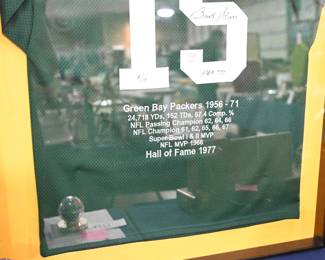 15
Green Bay Packers 1956 - 71
24,718 YDs, 152 TDs, 57.4 Comp. %
NFL Passing Champion 62, 64, 66
NFL Champion 61, 62, 65, 66, 67
Super Bowl I & II MVP
NFL MVP 1966
Hall of Fame 1977